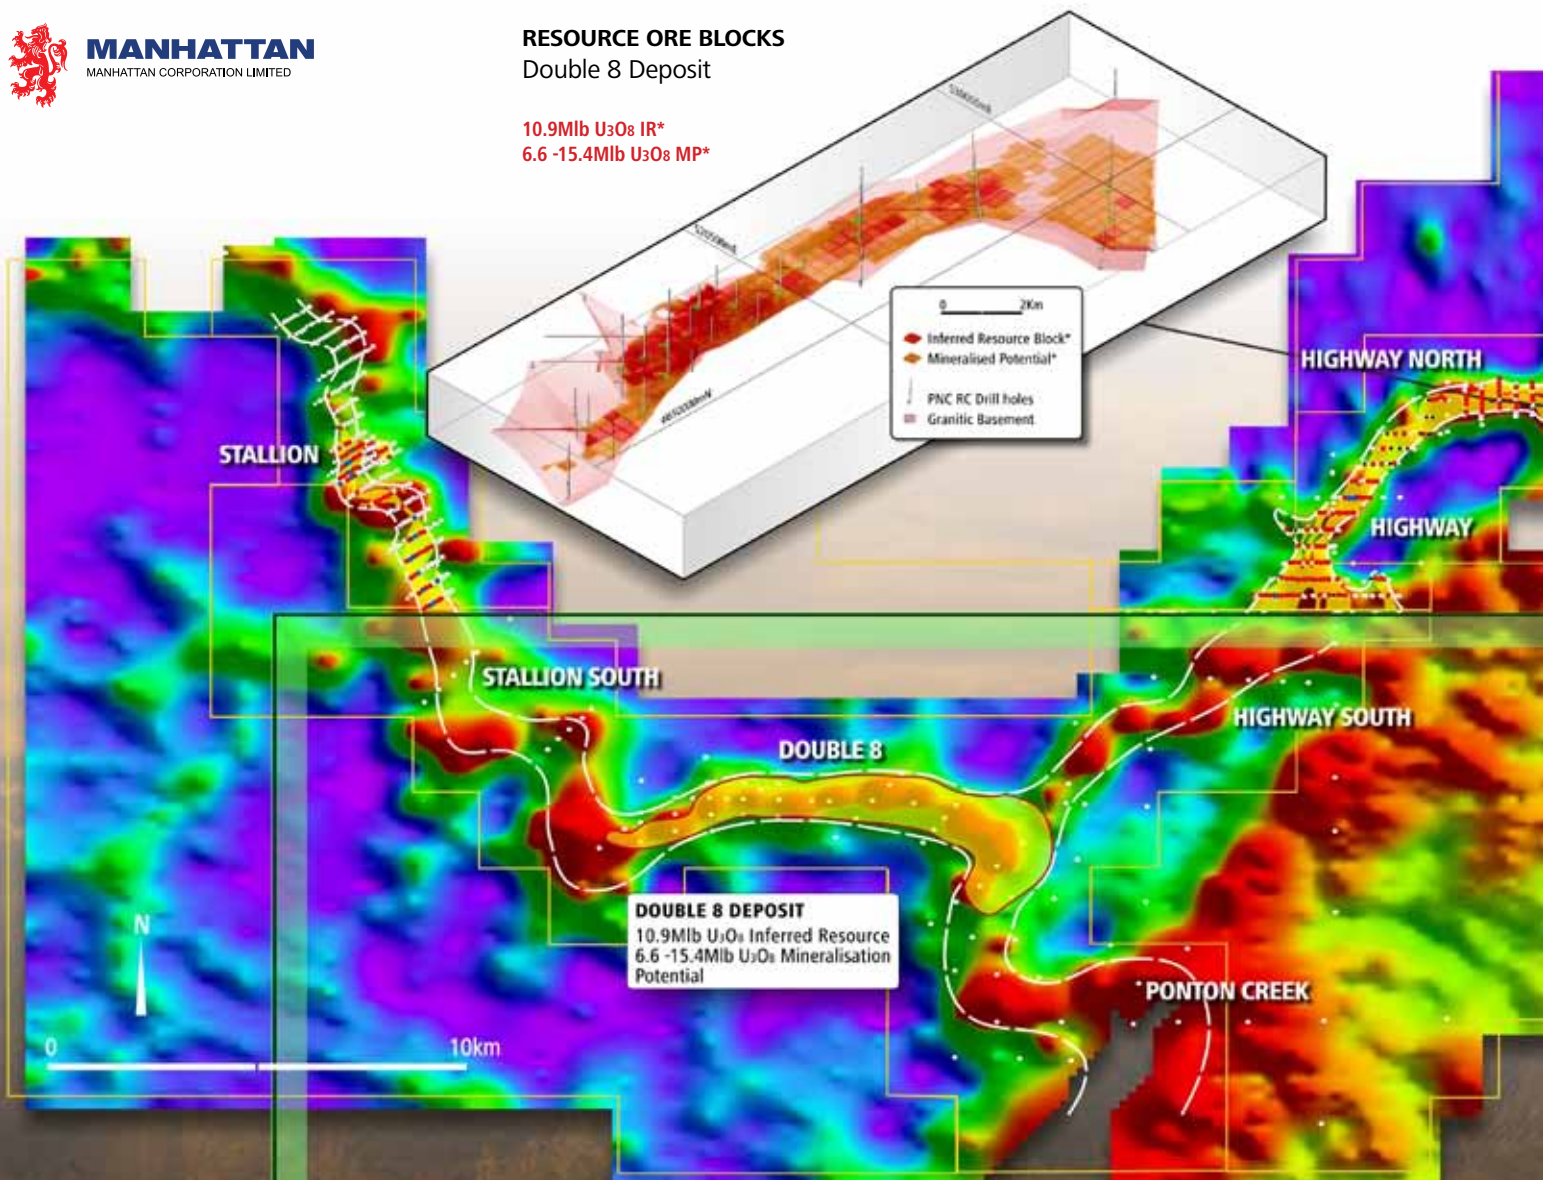 MANHATTAN
MANHATTAN CORPORATION LIMITED
RESOURCE ORE BLOCKS
Double 8 Deposit
10.9Mlb U3O8 IR*
6.6 -15.4Mlb U3O8 MP*
0 2Km
Inferred Resource Block*
Mineralised Potential*
PNC RC Drill holes
Granitic Basement
HIGHWAY NORTH
STALLION
HIGHWAY
STALLION SOUTH
HIGHWAY SOUTH
DOUBLE 8
DOUBLE 8 DEPOSIT
10.9Mlb U3O8 Inferred Resource
6.6 -15.4Mlb U3O8 Mineralisation
Potential
N
PONTON CREEK
0 10km